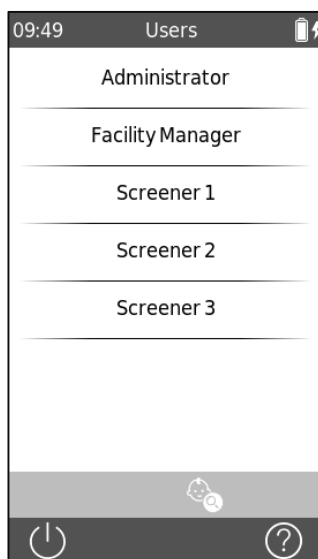 09:49 Users
Administrator
Facility Manager
Screener 1
Screener 2
Screener 3
?